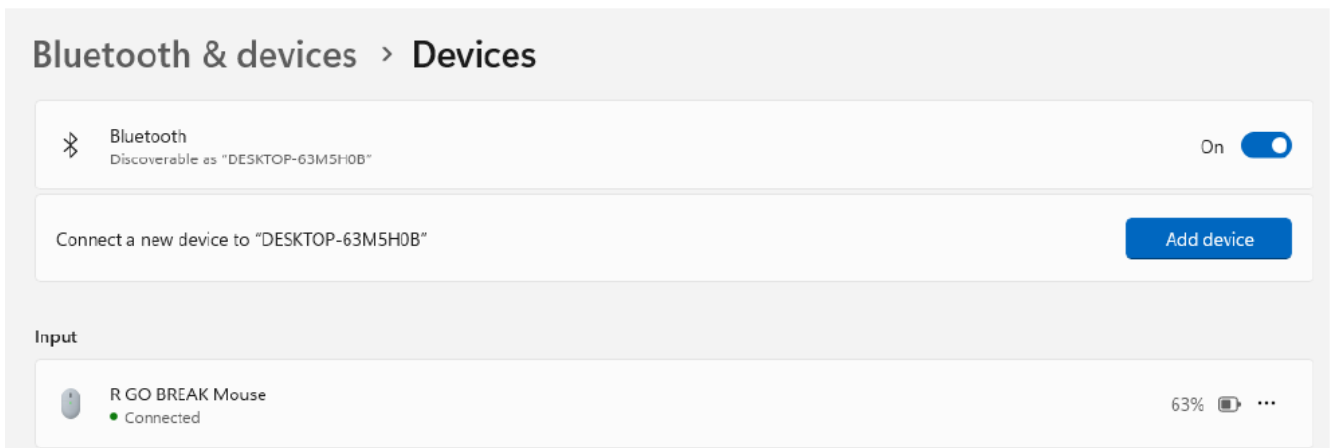 Bluetooth & devices > Devices
Bluetooth
Discoverable as "DESKTOP-63M5H0B"
On
Connect a new device to "DESKTOP-63M5H0B"
Add device
Input
R GO BREAK Mouse
Connected
63%